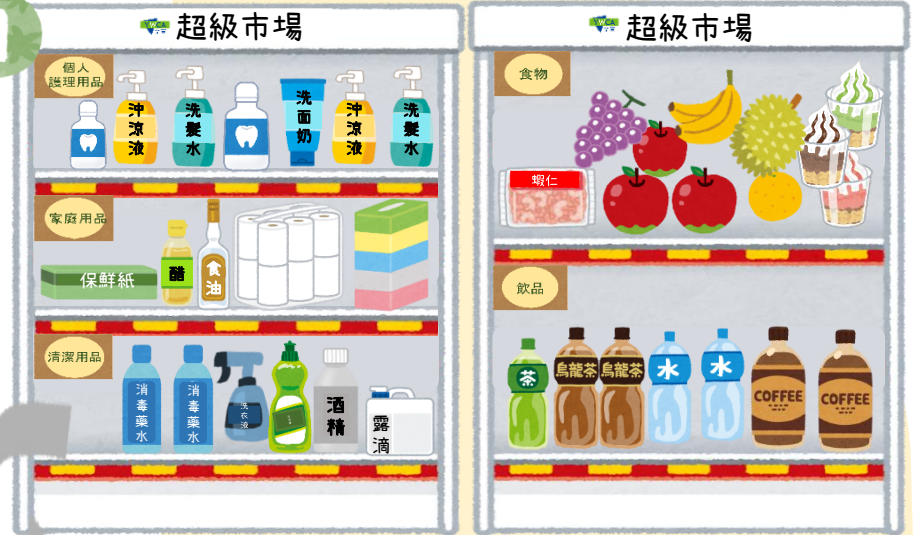 YWCA
超級市場
個人
護理用品
沖涼液
洗髮水
洗面奶
沖涼液
洗髮水
家庭用品
保鮮紙
醋
食油
清潔用品
消毒藥水
消毒藥水
洗衣液
酒精
露滴
YWCA
超級市場
食物
蝦仁
飲品
茶
烏龍茶
烏龍茶
水
水
COFFEE
COFFEE